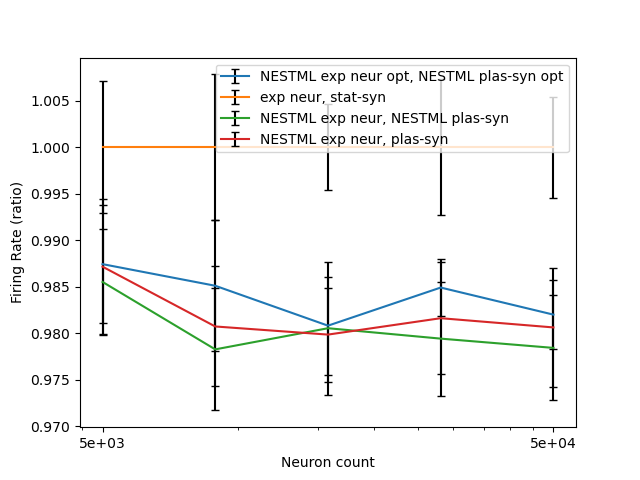 NESTML exp neur opt, NESTML plas-syn opt
exp neur, stat-syn
NESTML exp neur, NESTML plas-syn
NESTML exp neur, plas-syn
1.005
1.000
0.995
0.990
0.985
0.980
0.975
0.970
Firing Rate (ratio)
5e+03
5e+04
Neuron count